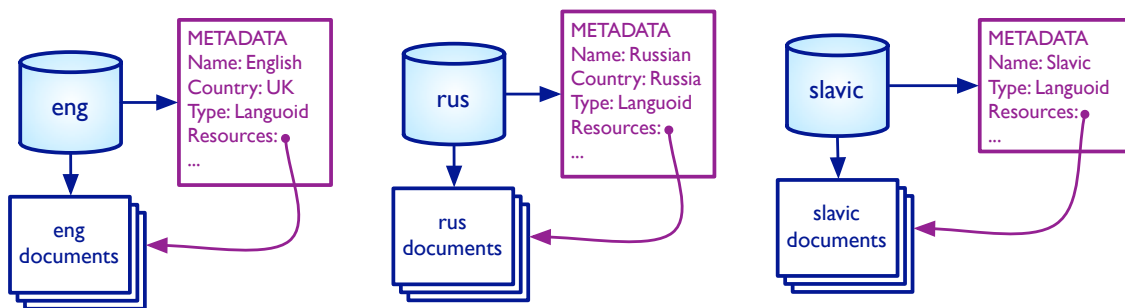 eng
METADATA
Name: English
Country: UK
Type: Languoid
Resources:
...
eng
documents
rus
METADATA
Name: Russian
Country: Russia
Type: Languoid
Resources:
...
rus
documents
slavic
METADATA
Name: Slavic
Type: Languoid
Resources:
...
slavic
documents